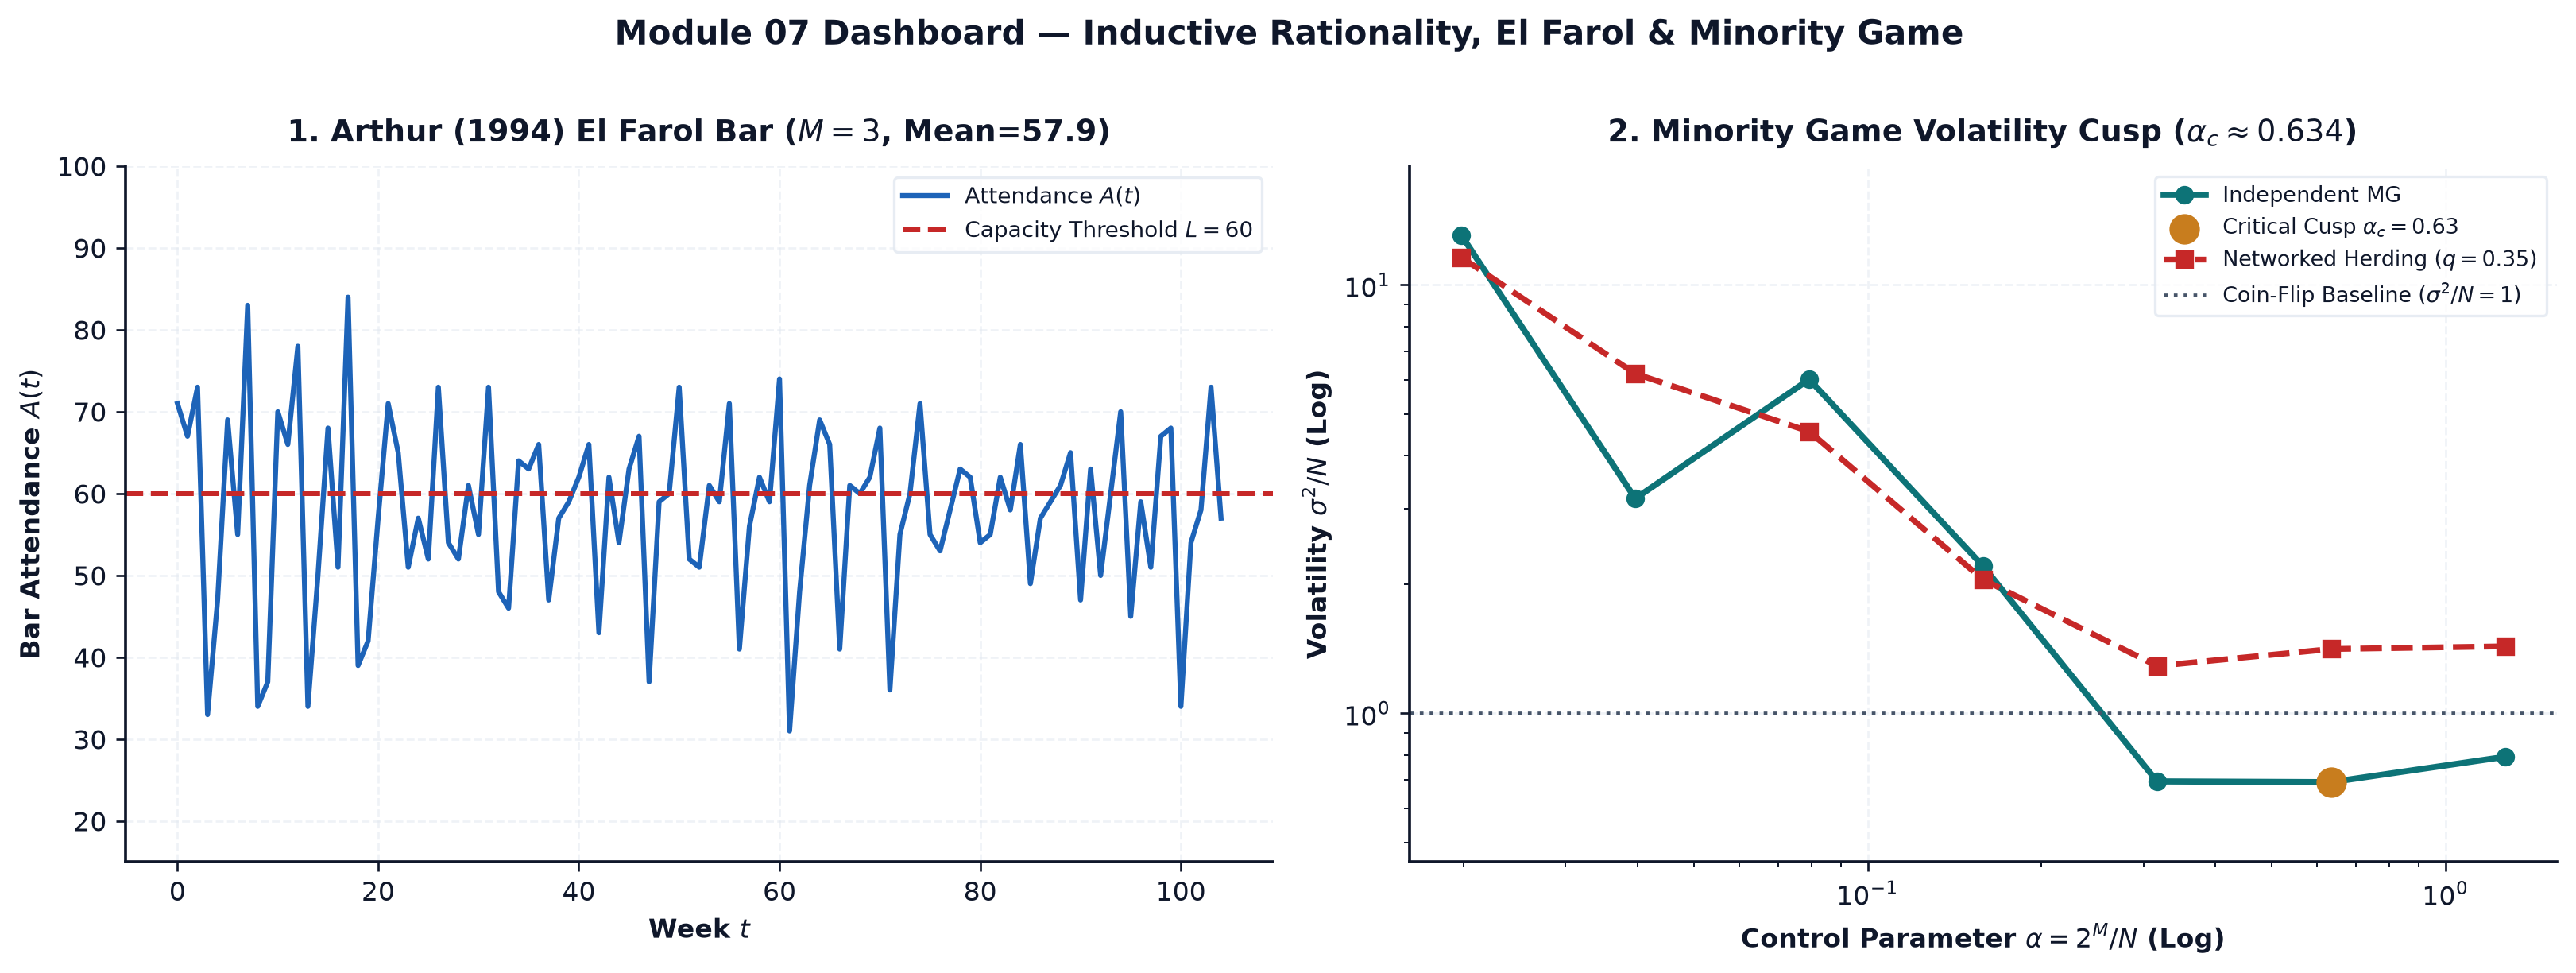 Module 07 Dashboard — Inductive Rationality, El Farol & Minority Game
1. Arthur (1994) El Farol Bar (M = 3, Mean=57.9)
Attendance A(t)
Capacity Threshold L = 60
100
90
80
70
60
50
40
30
20
Bar Attendance A(t)
0
20
40
60
80
100
Week t
2. Minority Game Volatility Cusp (α_c ≈ 0.634)
Independent MG
Critical Cusp α_c = 0.63
Networked Herding (q = 0.35)
Coin-Flip Baseline (σ²/N = 1)
10¹
10⁰
Volatility σ²/N (Log)
10⁻¹
10⁰
Control Parameter α = 2^M/N (Log)